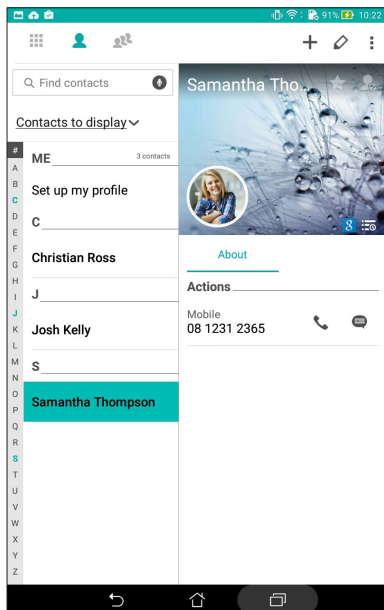 91% 10:22
Find contacts
Contacts to display
#
A
B
C
D
E
F
G
H
I
J
K
L
M
N
O
P
Q
R
S
T
U
V
W
X
Y
Z
ME 3 contacts
Set up my profile
C
Christian Ross
J
Josh Kelly
S
Samantha Thompson
Samantha Tho...
8
About
Actions
Mobile
08 1231 2365